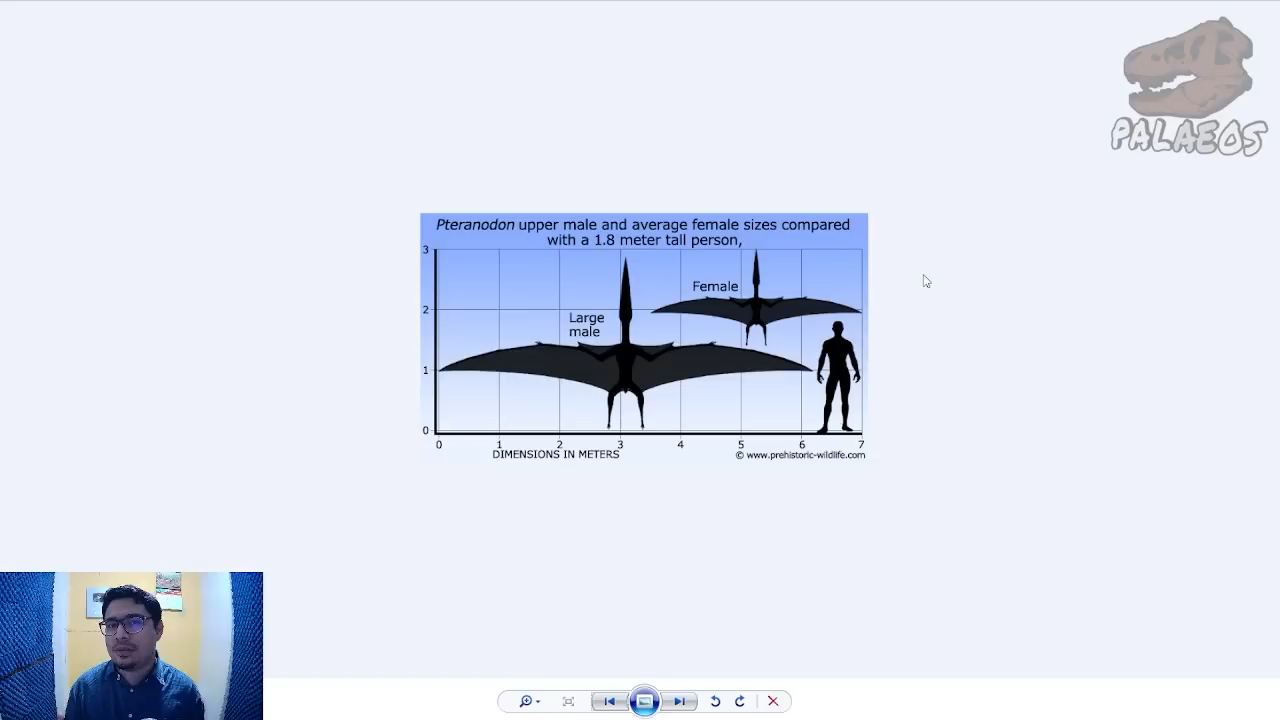 PALAEOS
Pteranodon upper male and average female sizes compared
with a 1.8 meter tall person,
3
Female
2
Large
male
1
0
0 1 2 3 4 5 6 7
DIMENSIONS IN METERS
© www.prehistoric-wildlife.com